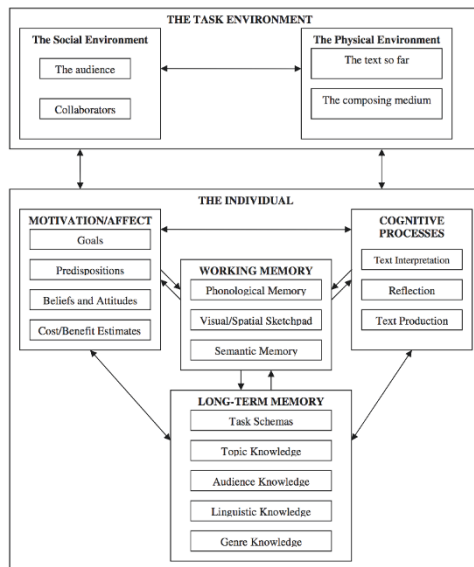 THE TASK ENVIRONMENT
The Social Environment
The audience
Collaborators
The Physical Environment
The text so far
The composing medium
THE INDIVIDUAL
MOTIVATION/AFFECT
Goals
Predispositions
Beliefs and Attitudes
Cost/Benefit Estimates
WORKING MEMORY
Phonological Memory
Visual/Spatial Sketchpad
Semantic Memory
COGNITIVE
PROCESSES
Text Interpretation
Reflection
Text Production
LONG-TERM MEMORY
Task Schemas
Topic Knowledge
Audience Knowledge
Linguistic Knowledge
Genre Knowledge